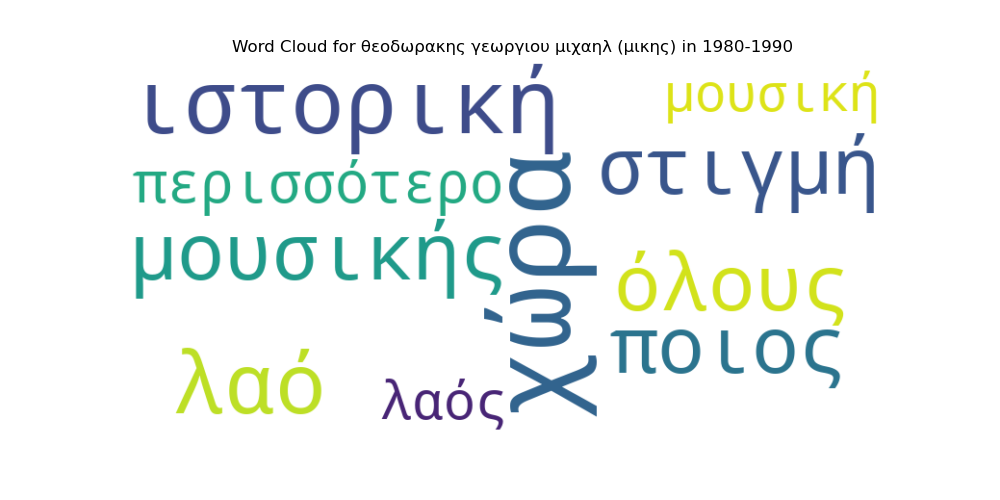 Word Cloud for θεοδωρακης γεωργιου μιχαηλ (μικης) in 1980-1990
ιστορική
μουσική
στιγμή
περισσότερο
χώρα
μουσικής
όλους
ποιος
λαό
λαός